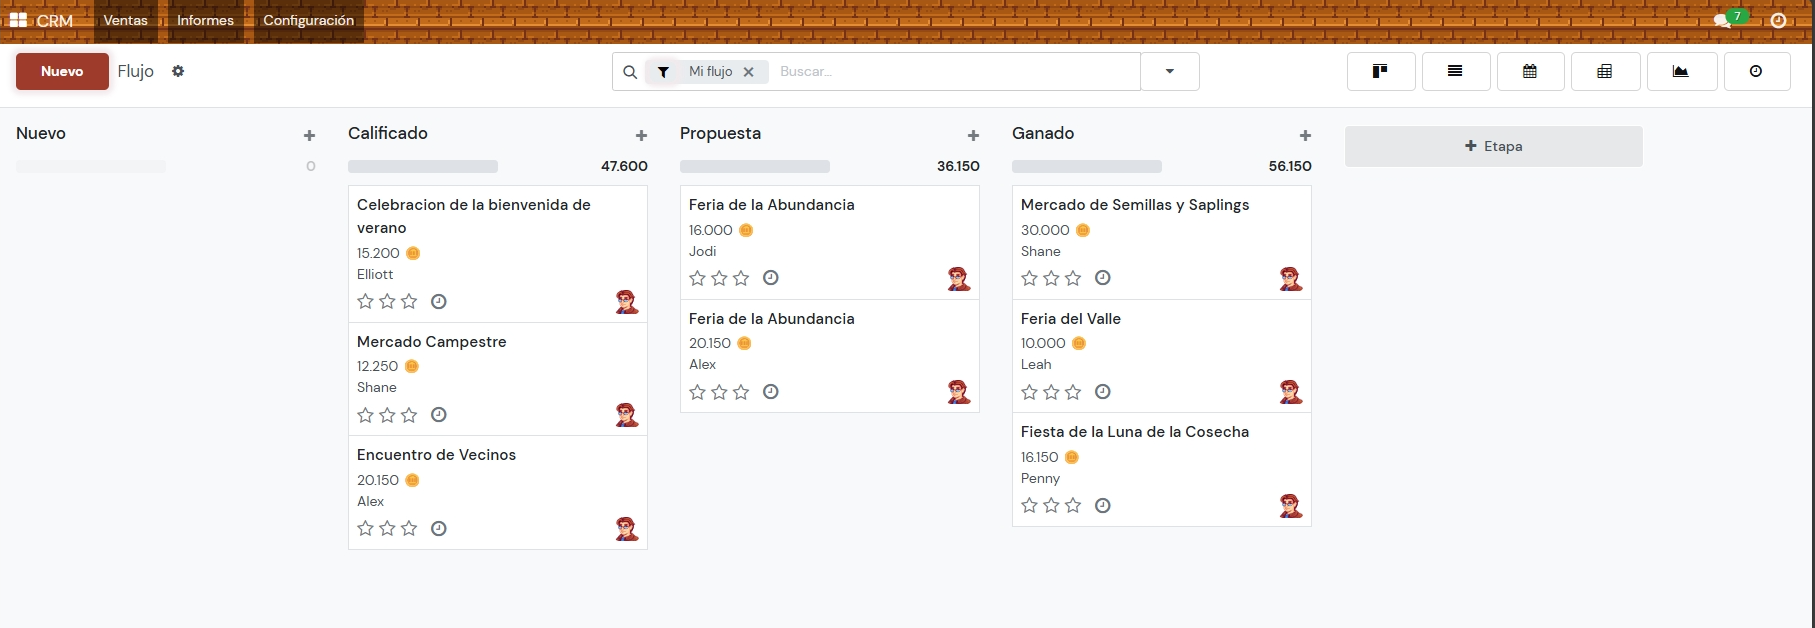 CRM Ventas Informes Configuración 7
Nuevo Flujo Mi flujo Buscar...
Nuevo
0
Calificado
47.600
Celebracion de la bienvenida de
verano
15.200
Elliott
Mercado Campestre
12.250
Shane
Encuentro de Vecinos
20.150
Alex
Propuesta
36.150
Feria de la Abundancia
16.000
Jodi
Feria de la Abundancia
20.150
Alex
Ganado
56.150
Mercado de Semillas y Saplings
30.000
Shane
Feria del Valle
10.000
Leah
Fiesta de la Luna de la Cosecha
16.150
Penny
+ Etapa